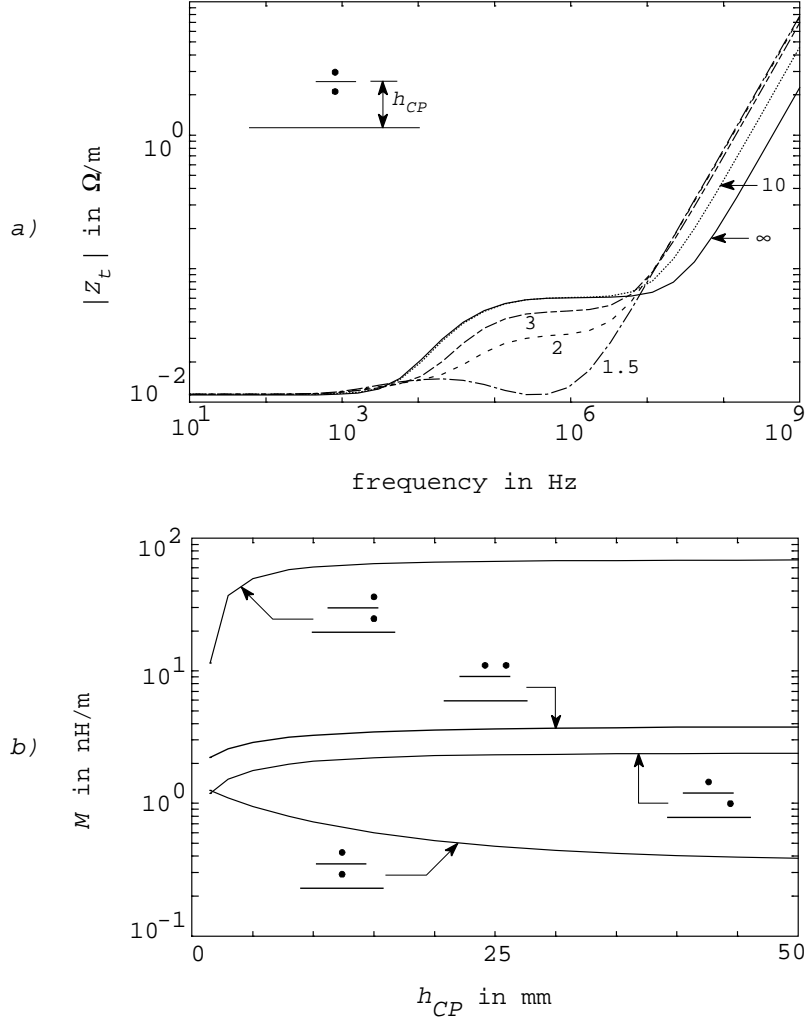 a)
|Z_t| in Ω/m
10^0
10^-2
h_CP
10
∞
3
2
1.5
10^1
10^3
10^6
10^9
frequency in Hz
b)
M in nH/m
10^2
10^1
10^0
10^-1
0
25
50
h_CP in mm